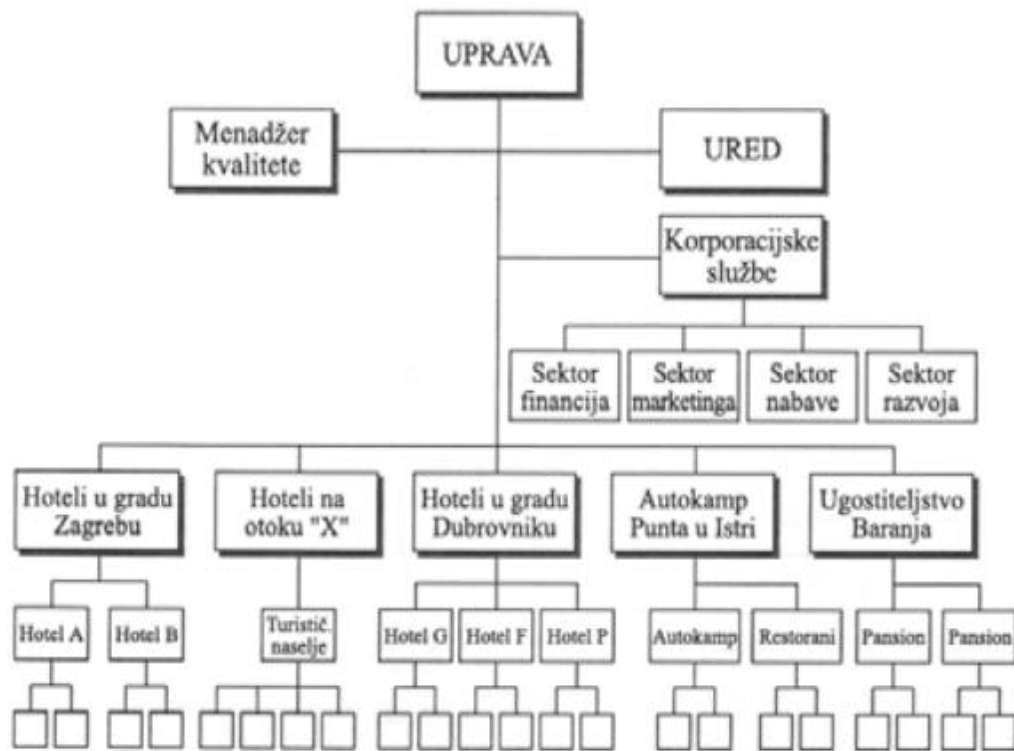 UPRAVA
Menadžer
kvalitete
URED
Korporacijske
službe
Sektor
financija
Sektor
marketinga
Sektor
nabave
Sektor
razvoja
Hoteli u gradu
Zagrebu
Hoteli na
otoku "X"
Hoteli u gradu
Dubrovniku
Autokamp
Punta u Istri
Ugostiteljstvo
Baranja
Hotel A
Hotel B
Turistič.
naselje
Hotel G
Hotel F
Hotel P
Autokamp
Restorani
Pansion
Pansion